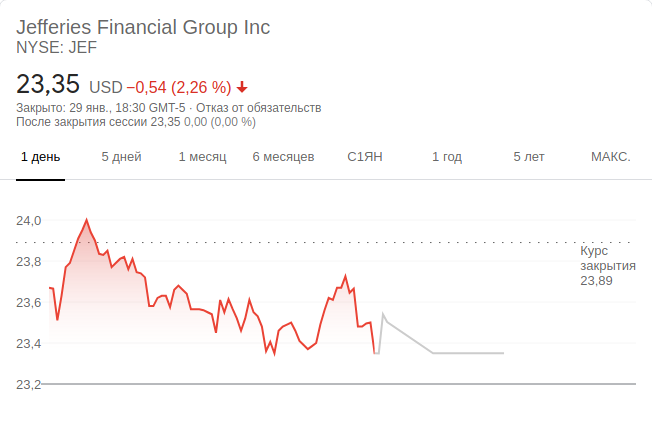 Jefferies Financial Group Inc
NYSE: JEF
23,35 USD −0,54 (2,26 %)
Закрыто: 29 янв., 18:30 GMT-5 · Отказ от обязательств
После закрытия сессии 23,35 0,00 (0,00 %)
1 день 5 дней 1 месяц 6 месяцев С1ЯН 1 год 5 лет МАКС.
24,0
Курс
закрытия
23,89
23,8
23,6
23,4
23,2